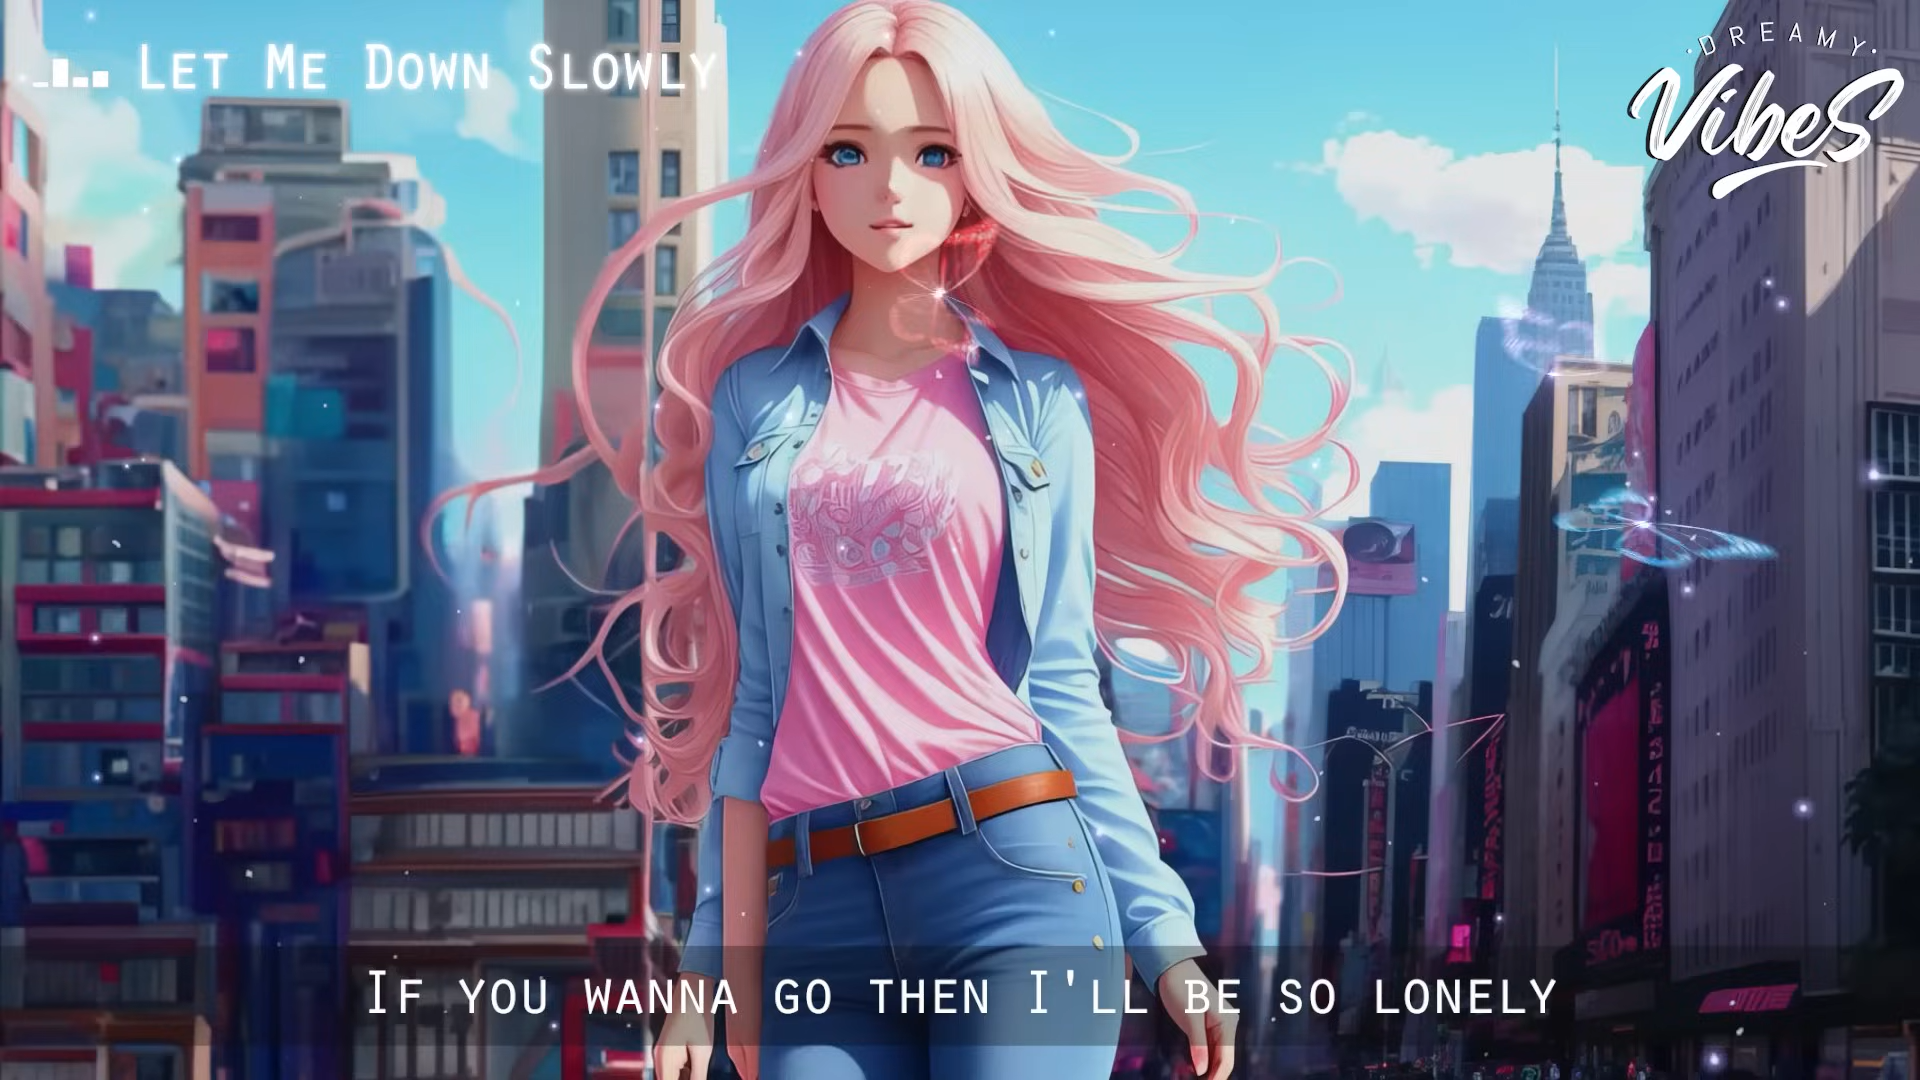 Let Me Down Slowly
DREAMY
Vibes
If you wanna go then I'll be so lonely